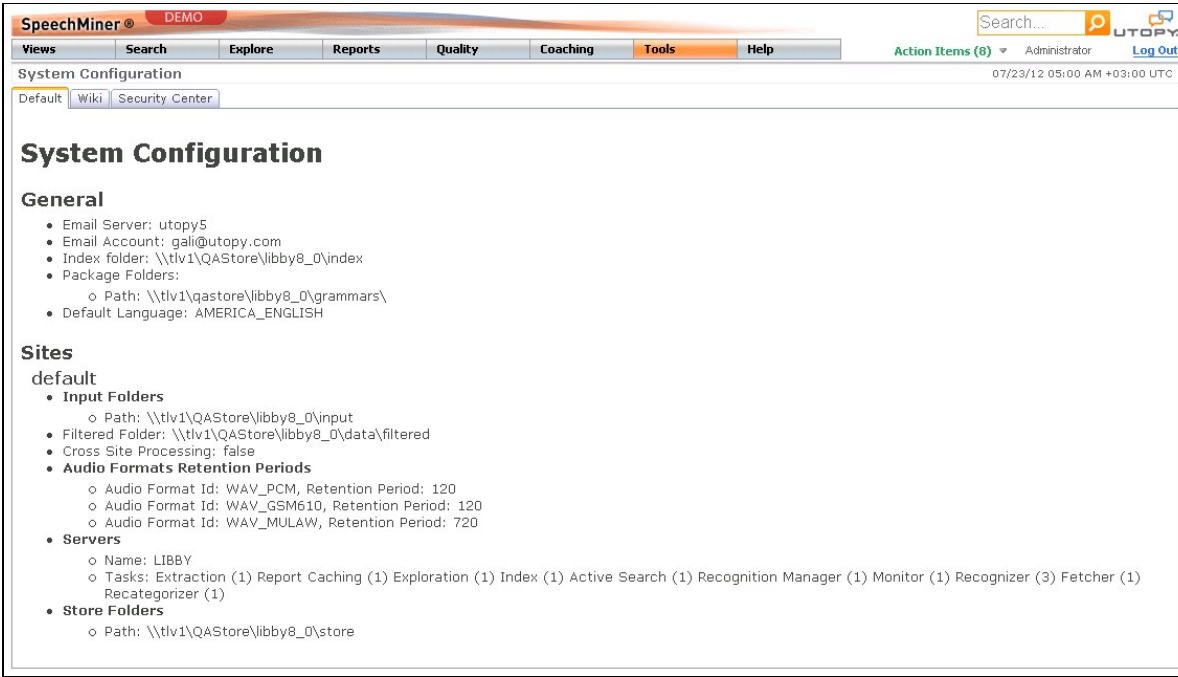 SpeechMiner ® DEMO Search... UTOPY
Views Search Explore Reports Quality Coaching Tools Help Action Items (8) Administrator Log Out
System Configuration 07/23/12 05:00 AM +03:00 UTC
Default Wiki Security Center
System Configuration
General
• Email Server: utopy5
• Email Account: gali@utopy.com
• Index folder: \\tlv1\QAStore\libby8_0\index
• Package Folders:
o Path: \\tlv1\qastore\libby8_0\grammars\
• Default Language: AMERICA_ENGLISH
Sites
default
• Input Folders
o Path: \\tlv1\QAStore\libby8_0\input
• Filtered Folder: \\tlv1\QAStore\libby8_0\data\filtered
• Cross Site Processing: false
• Audio Formats Retention Periods
o Audio Format Id: WAV_PCM, Retention Period: 120
o Audio Format Id: WAV_GSM610, Retention Period: 120
o Audio Format Id: WAV_MULAW, Retention Period: 720
• Servers
o Name: LIBBY
o Tasks: Extraction (1) Report Caching (1) Exploration (1) Index (1) Active Search (1) Recognition Manager (1) Monitor (1) Recognizer (3) Fetcher (1)
Recategorizer (1)
• Store Folders
o Path: \\tlv1\QAStore\libby8_0\store